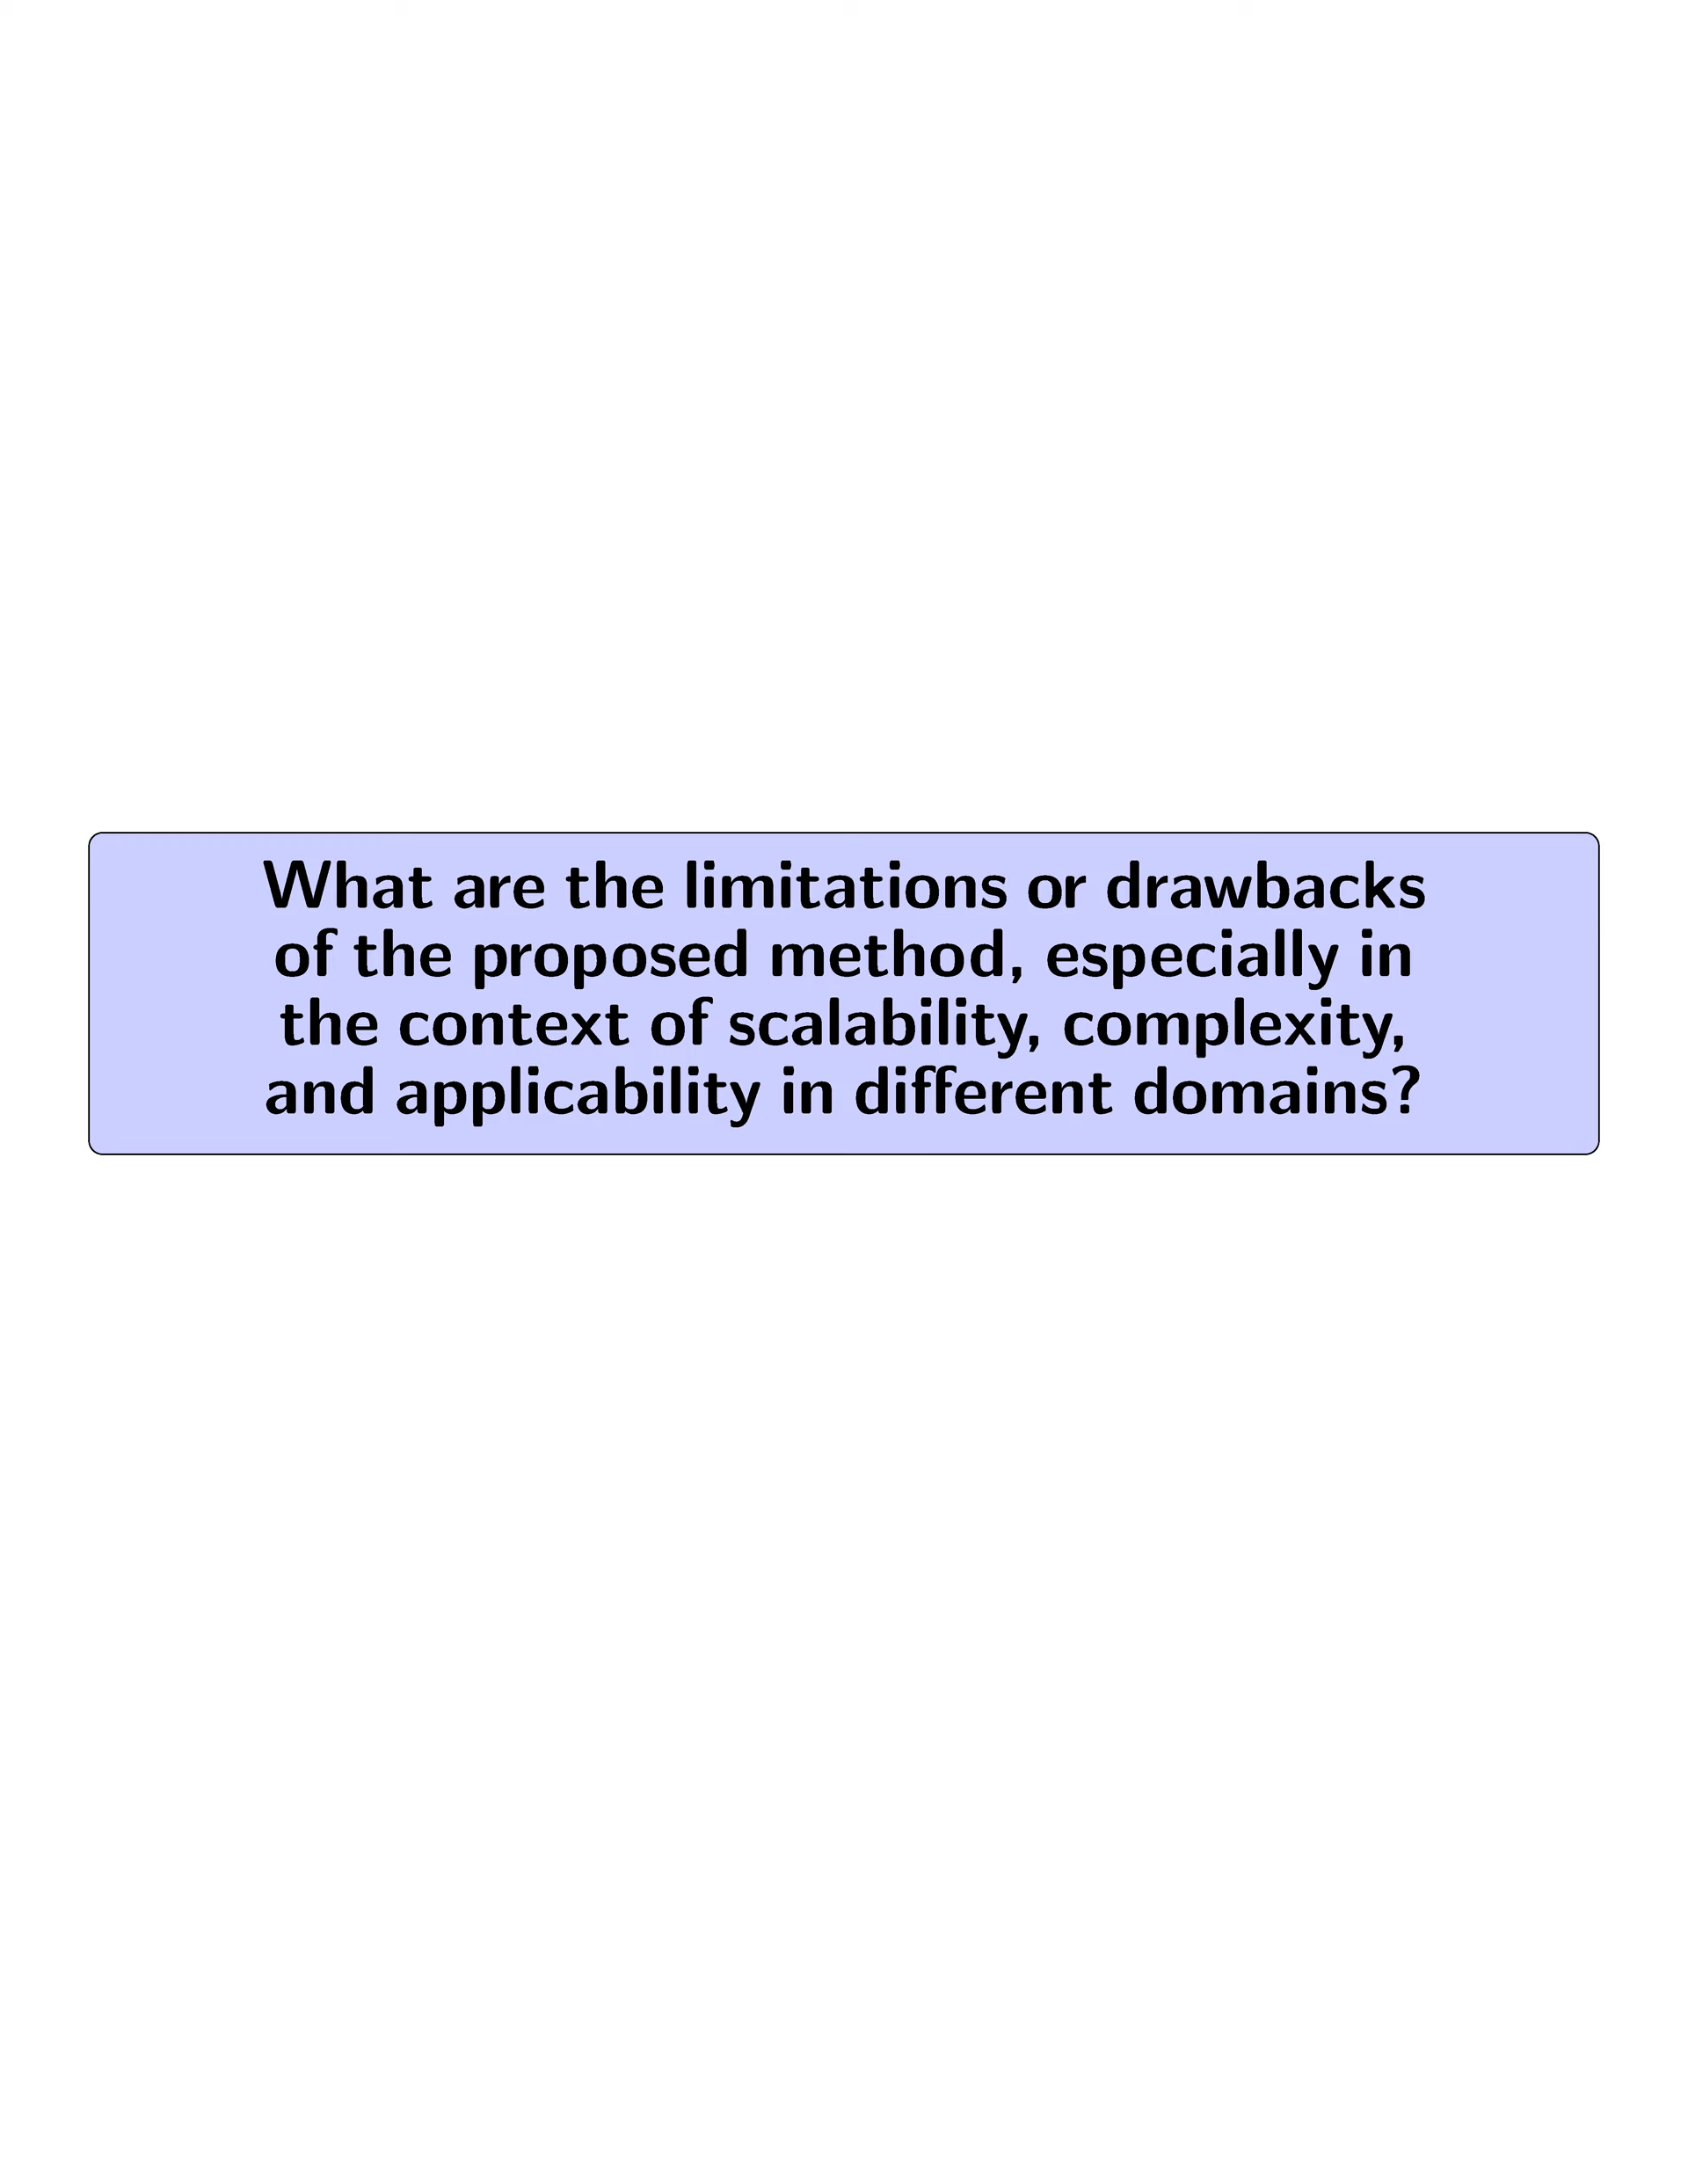 What are the limitations or drawbacks
of the proposed method, especially in
the context of scalability, complexity,
and applicability in different domains?